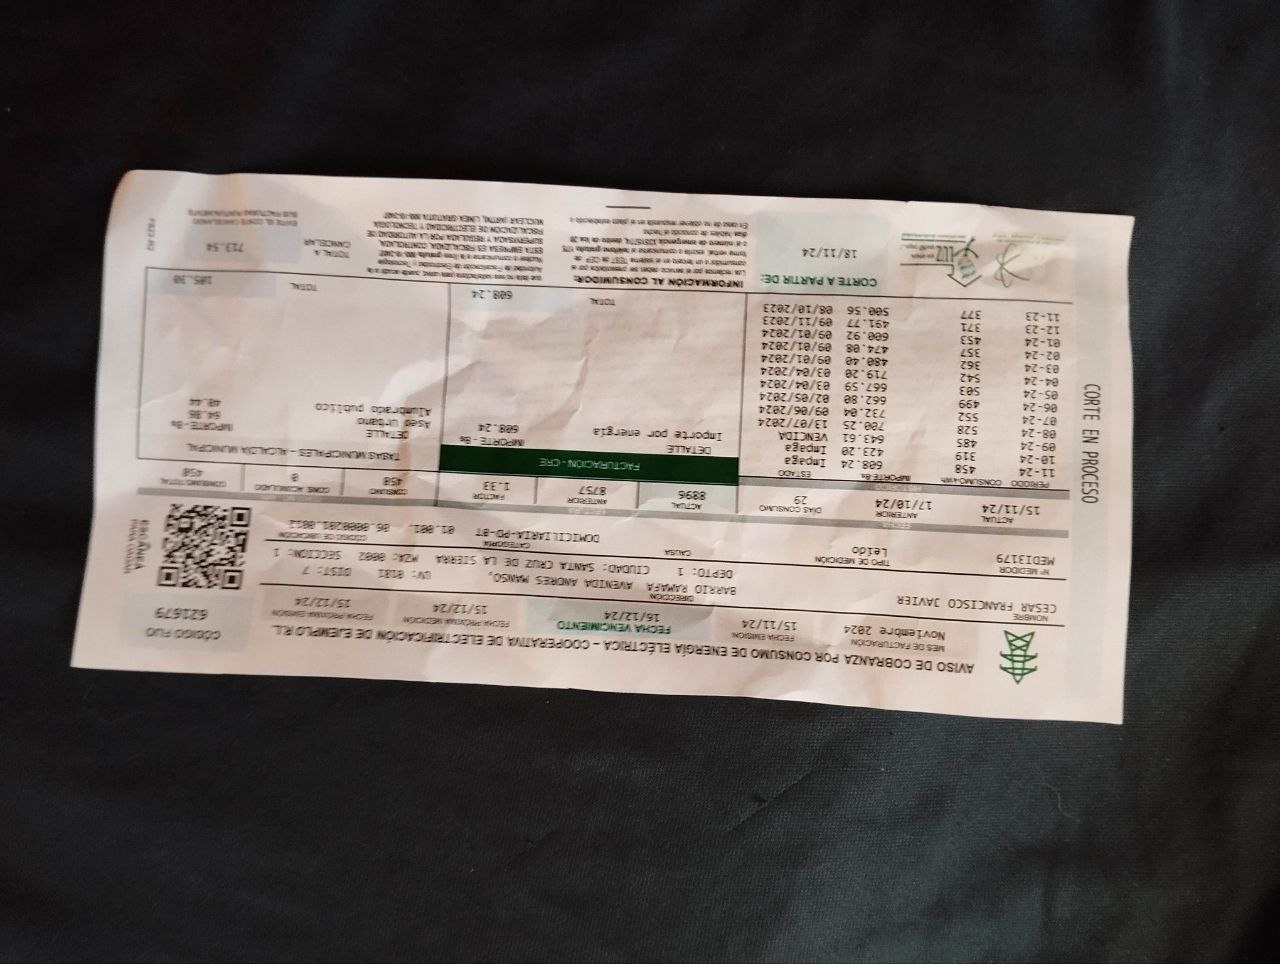 AVISO DE COBRANZA POR CONSUMO DE ENERGÍA ELÉCTRICA – COOPERATIVA DE ELECTRIFICACIÓN DE EJEMPLO R.L.
MES DE FACTURACIÓN
Noviembre 2024
FECHA EMISIÓN
15/11/24
FECHA VENCIMIENTO
16/12/24
FECHA PRÓXIMA MEDICIÓN
15/12/24
FECHA PRÓXIMA EMISIÓN
15/12/24
CÓDIGO FIJO
621679
NOMBRE
CESAR FRANCISCO JAVIER
DIRECCIÓN
BARRIO RAMAFA AVENIDA ANDRES MANSO, UV: 0181 DIST: 7
DEPTO: 1 CIUDAD: SANTA CRUZ DE LA SIERRA MZA: 0002 SECCION: 1
Nº MEDIDOR
MED13179
TIPO DE MEDICIÓN
Leido
CAUSA
CATEGORÍA
DOMICILIARIA-PD-BT
CÓDIGO DE UBICACIÓN
01.001. 06.0000201.0012
ACTUAL
15/11/24
ANTERIOR
17/10/24
DÍAS CONSUMO
29
ACTUAL
8896
ANTERIOR
8757
FACTOR
1.33
CONSUMO
458
CONS. ACUMULADO
0
CONSUMO TOTAL
458
CORTE EN PROCESO
PERIODO CONSUMO-kWh IMPORTE Bs ESTADO
11-24 458 608.24 Impaga
10-24 319 423.20 Impaga
09-24 485 643.61 VENCIDA
08-24 528 700.25 13/07/2024
07-24 552 732.04 09/06/2024
06-24 499 662.80 02/05/2024
05-24 503 667.59 03/04/2024
04-24 542 719.20 03/04/2024
03-24 362 480.40 09/01/2024
02-24 357 474.08 09/01/2024
01-24 453 600.92 09/01/2024
12-23 371 491.77 09/11/2023
11-23 377 500.56 08/10/2023
FACTURACIÓN - CRE
DETALLE IMPORTE - Bs
Importe por energía 608.24
TOTAL 608.24
TASAS MUNICIPALES – ALCALDÍA MUNICIPAL
DETALLE IMPORTE - Bs
Aseo Urbano 64.86
Alumbrado publico 40.44
TOTAL 105.30
CORTE A PARTIR DE:
18/11/24
INFORMACIÓN AL CONSUMIDOR:
ESTA EMPRESA ES FISCALIZADA, CONTROLADA,
SUPERVISADA Y REGULADA POR LA AUTORIDAD DE
FISCALIZACIÓN DE ELECTRICIDAD Y TECNOLOGÍA
NUCLEAR (AETN). LÍNEA GRATUITA 800-10-2407
TOTAL A
CANCELAR
713.54
EVITE EL CORTE CANCELANDO
SUS FACTURAS PUNTUALMENTE